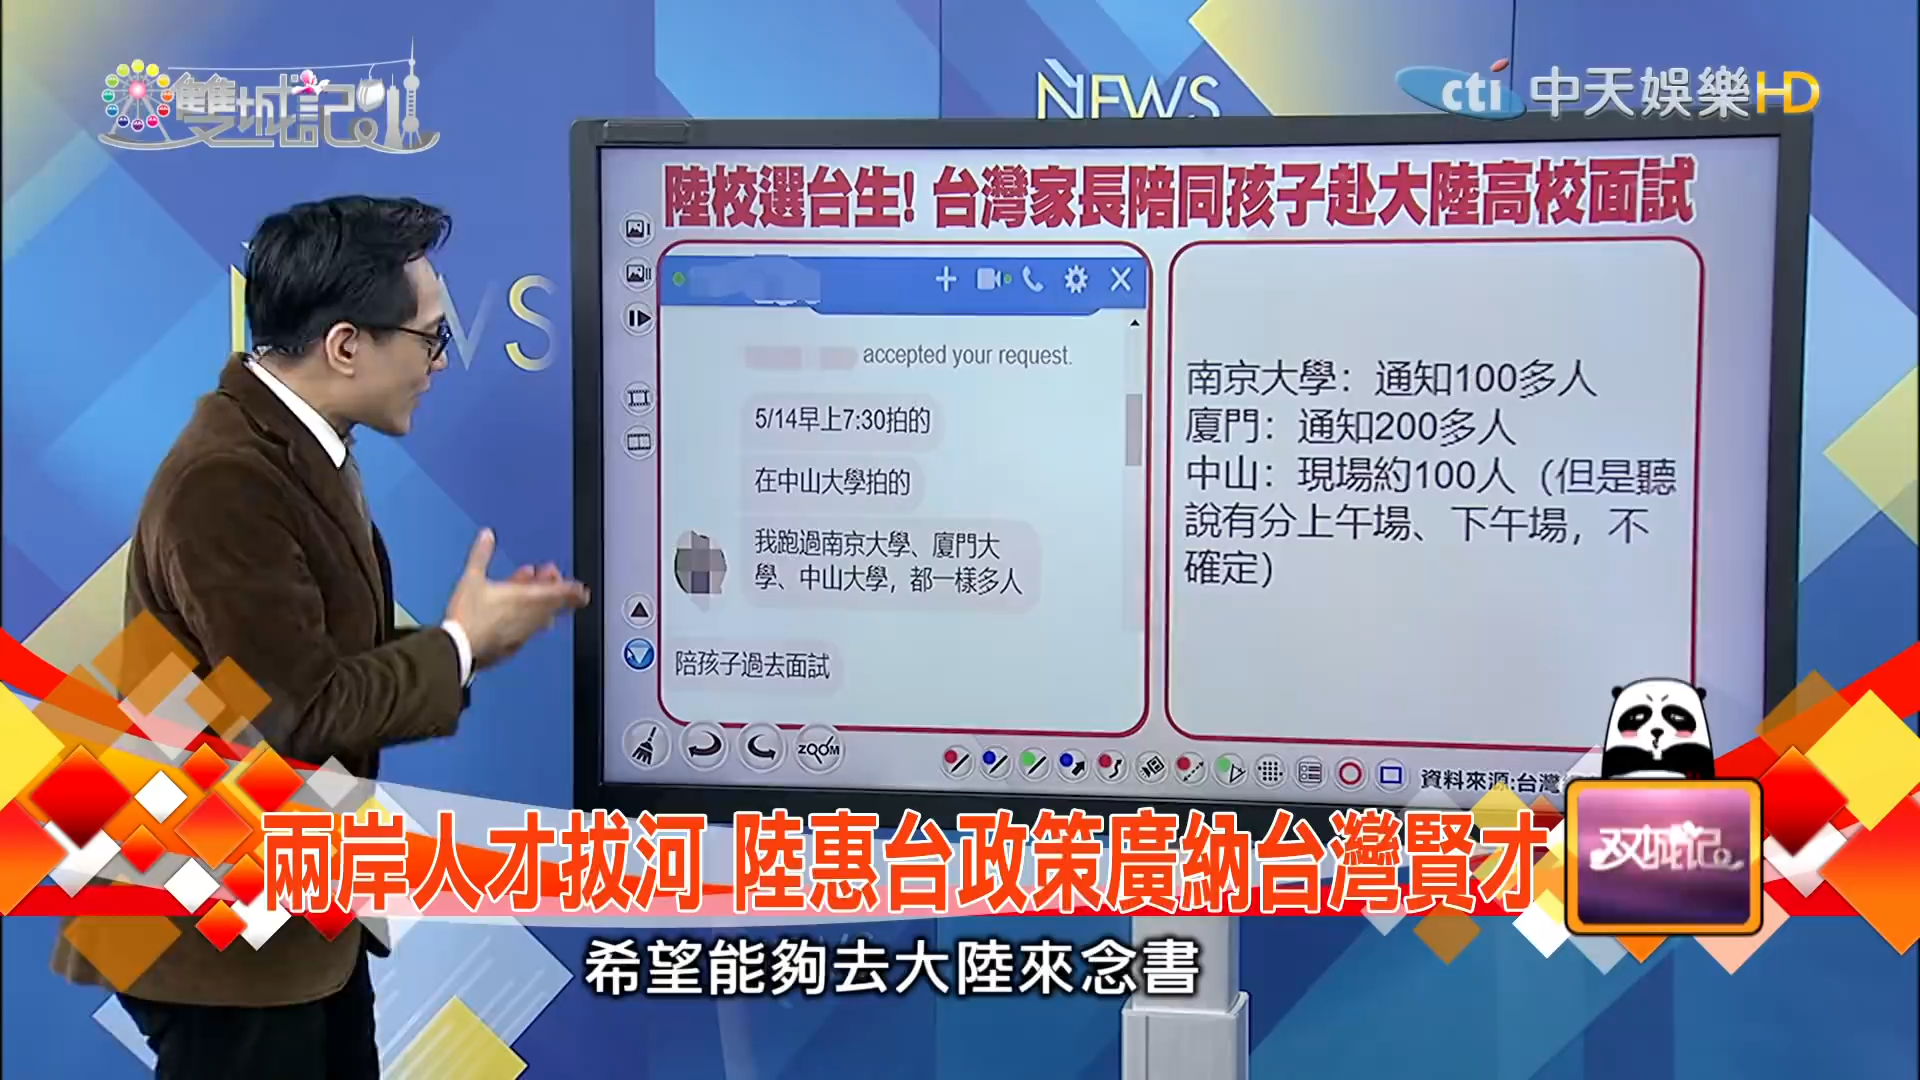 雙城記
NEWS
cti 中天娛樂HD
NEWS
陸校選台生! 台灣家長陪同孩子赴大陸高校面試
accepted your request.
5/14早上7:30拍的
在中山大學拍的
我跑過南京大學、廈門大
學、中山大學，都一樣多人
陪孩子過去面試
南京大學：通知100多人
廈門：通知200多人
中山：現場約100人（但是聽
說有分上午場、下午場，不
確定）
ZOOM
資料來源:台灣
兩岸人才拔河 陸惠台政策廣納台灣賢才
双城记
希望能夠去大陸來念書